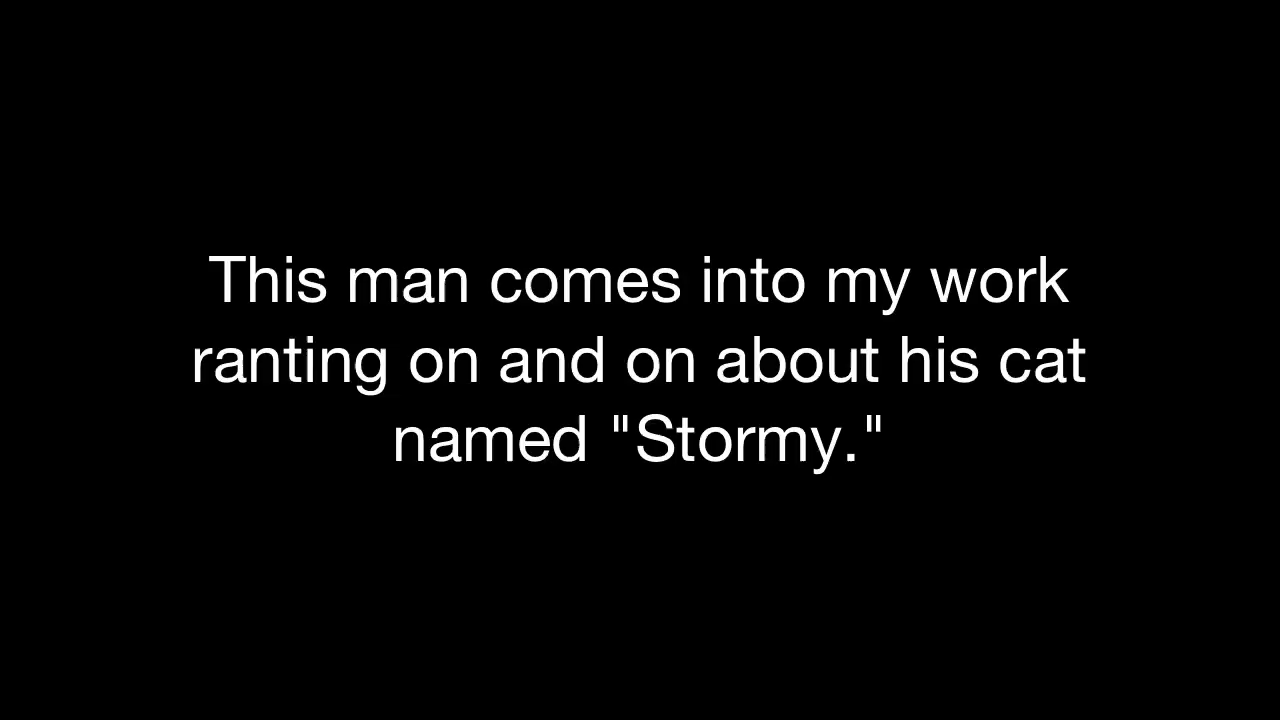 This man comes into my work
ranting on and on about his cat
named "Stormy."